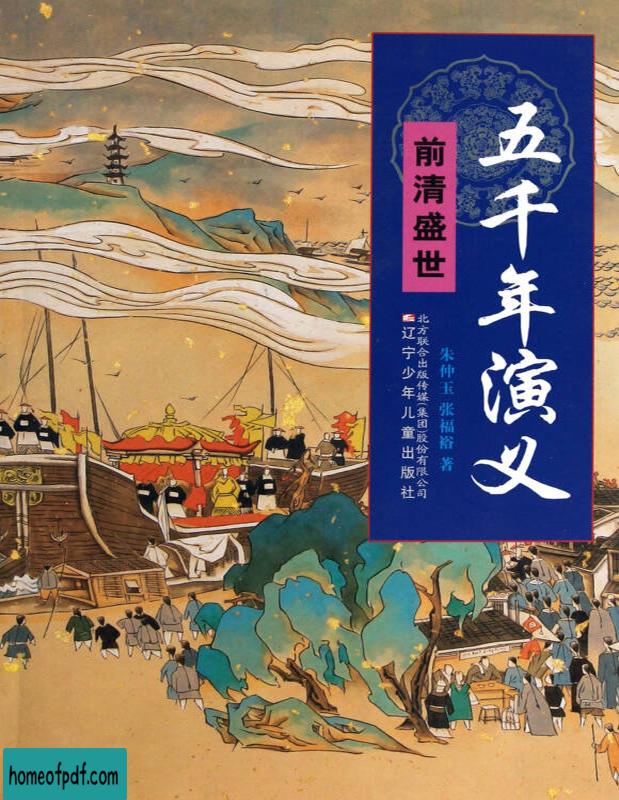 五千年演义
前清盛世
朱仲玉 张福裕 著
北方联合出版传媒(集团)股份有限公司
辽宁少年儿童出版社
homeofpdf.com